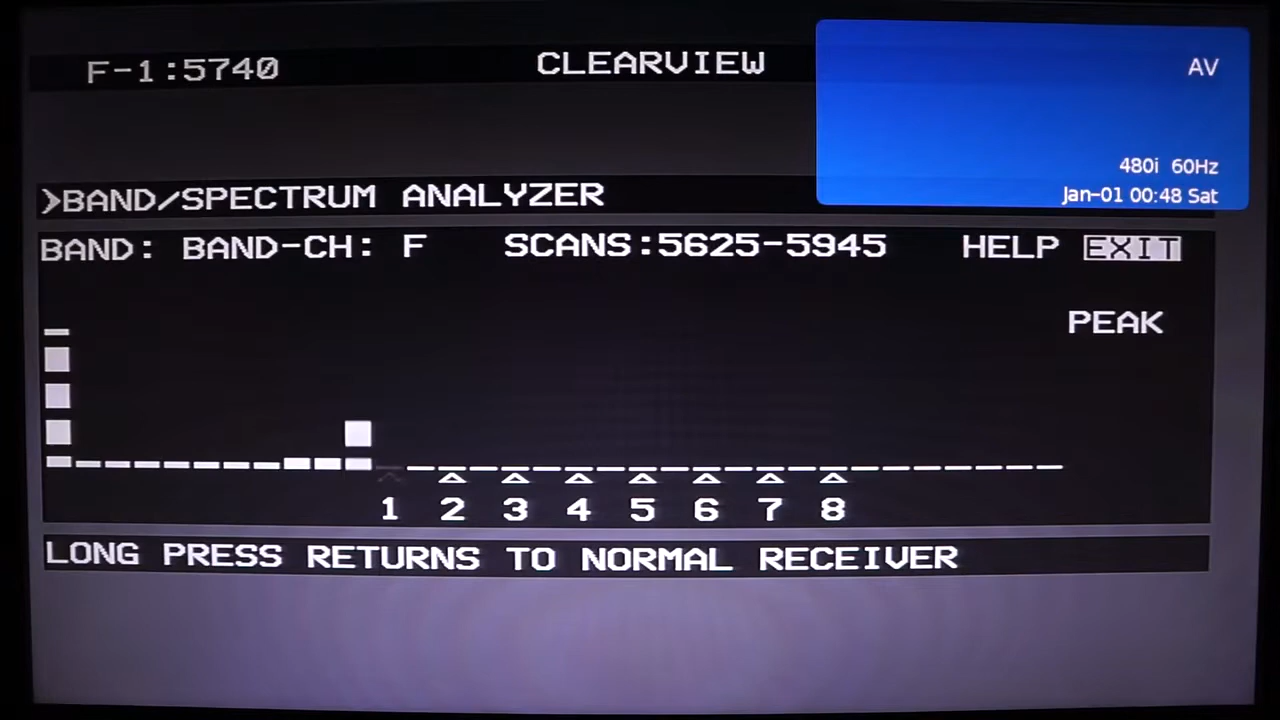 F-1:5740 CLEARVIEW
AV
480i 60Hz
Jan-01 00:48 Sat
>BAND/SPECTRUM ANALYZER
BAND: BAND-CH: F SCANS:5625-5945 HELP EXIT
PEAK
1 2 3 4 5 6 7 8
LONG PRESS RETURNS TO NORMAL RECEIVER